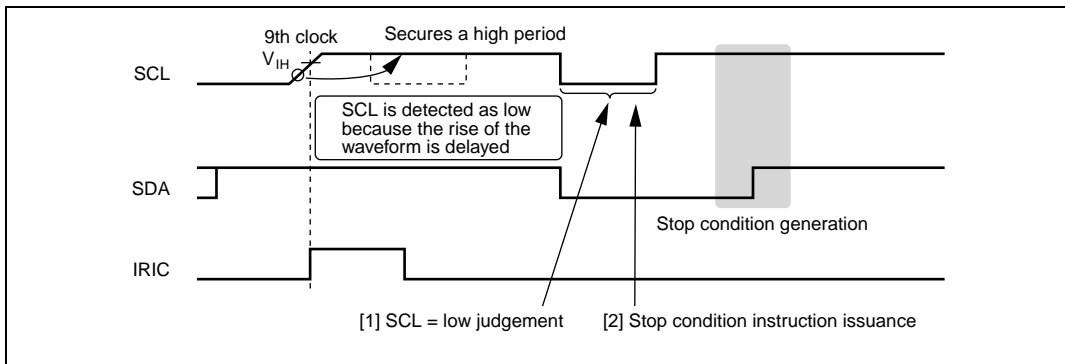 9th clock
Secures a high period
VIH
SCL
SCL is detected as low
because the rise of the
waveform is delayed
SDA
Stop condition generation
IRIC
[1] SCL = low judgement
[2] Stop condition instruction issuance